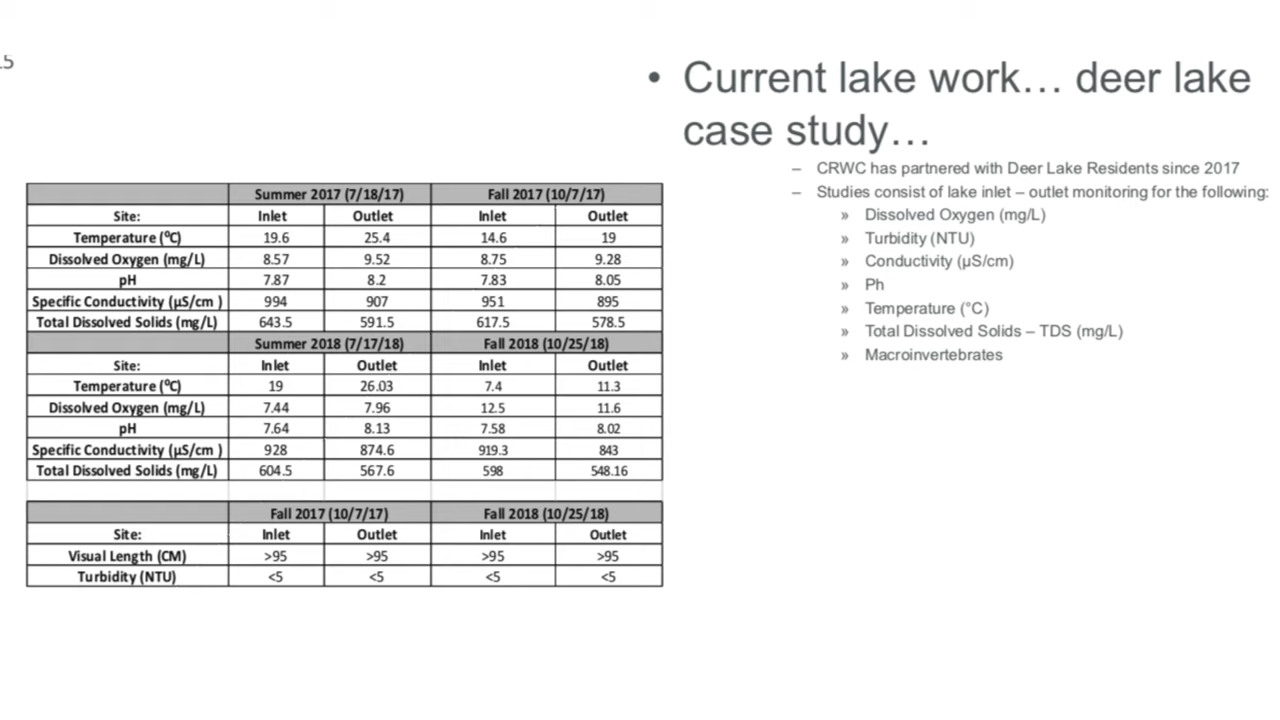 .5
• Current lake work… deer lake
case study…
– CRWC has partnered with Deer Lake Residents since 2017
– Studies consist of lake inlet – outlet monitoring for the following:
» Dissolved Oxygen (mg/L)
» Turbidity (NTU)
» Conductivity (µS/cm)
» Ph
» Temperature (°C)
» Total Dissolved Solids – TDS (mg/L)
» Macroinvertebrates
Summer 2017 (7/18/17) Fall 2017 (10/7/17)
Site: Inlet Outlet Inlet Outlet
Temperature (⁰C) 19.6 25.4 14.6 19
Dissolved Oxygen (mg/L) 8.57 9.52 8.75 9.28
pH 7.87 8.2 7.83 8.05
Specific Conductivity (µS/cm ) 994 907 951 895
Total Dissolved Solids (mg/L) 643.5 591.5 617.5 578.5
Summer 2018 (7/17/18) Fall 2018 (10/25/18)
Site: Inlet Outlet Inlet Outlet
Temperature (⁰C) 19 26.03 7.4 11.3
Dissolved Oxygen (mg/L) 7.44 7.96 12.5 11.6
pH 7.64 8.13 7.58 8.02
Specific Conductivity (µS/cm ) 928 874.6 919.3 843
Total Dissolved Solids (mg/L) 604.5 567.6 598 548.16
Fall 2017 (10/7/17) Fall 2018 (10/25/18)
Site: Inlet Outlet Inlet Outlet
Visual Length (CM) >95 >95 >95 >95
Turbidity (NTU) <5 <5 <5 <5